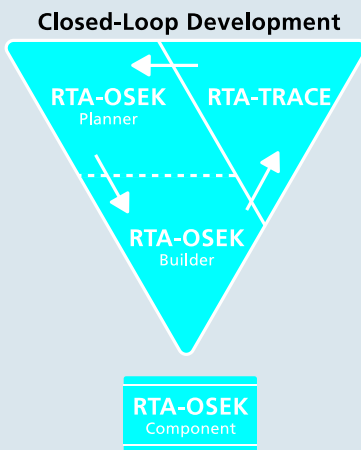 Closed-Loop Development
RTA-OSEK
Planner
RTA-TRACE
RTA-OSEK
Builder
RTA-OSEK
Component